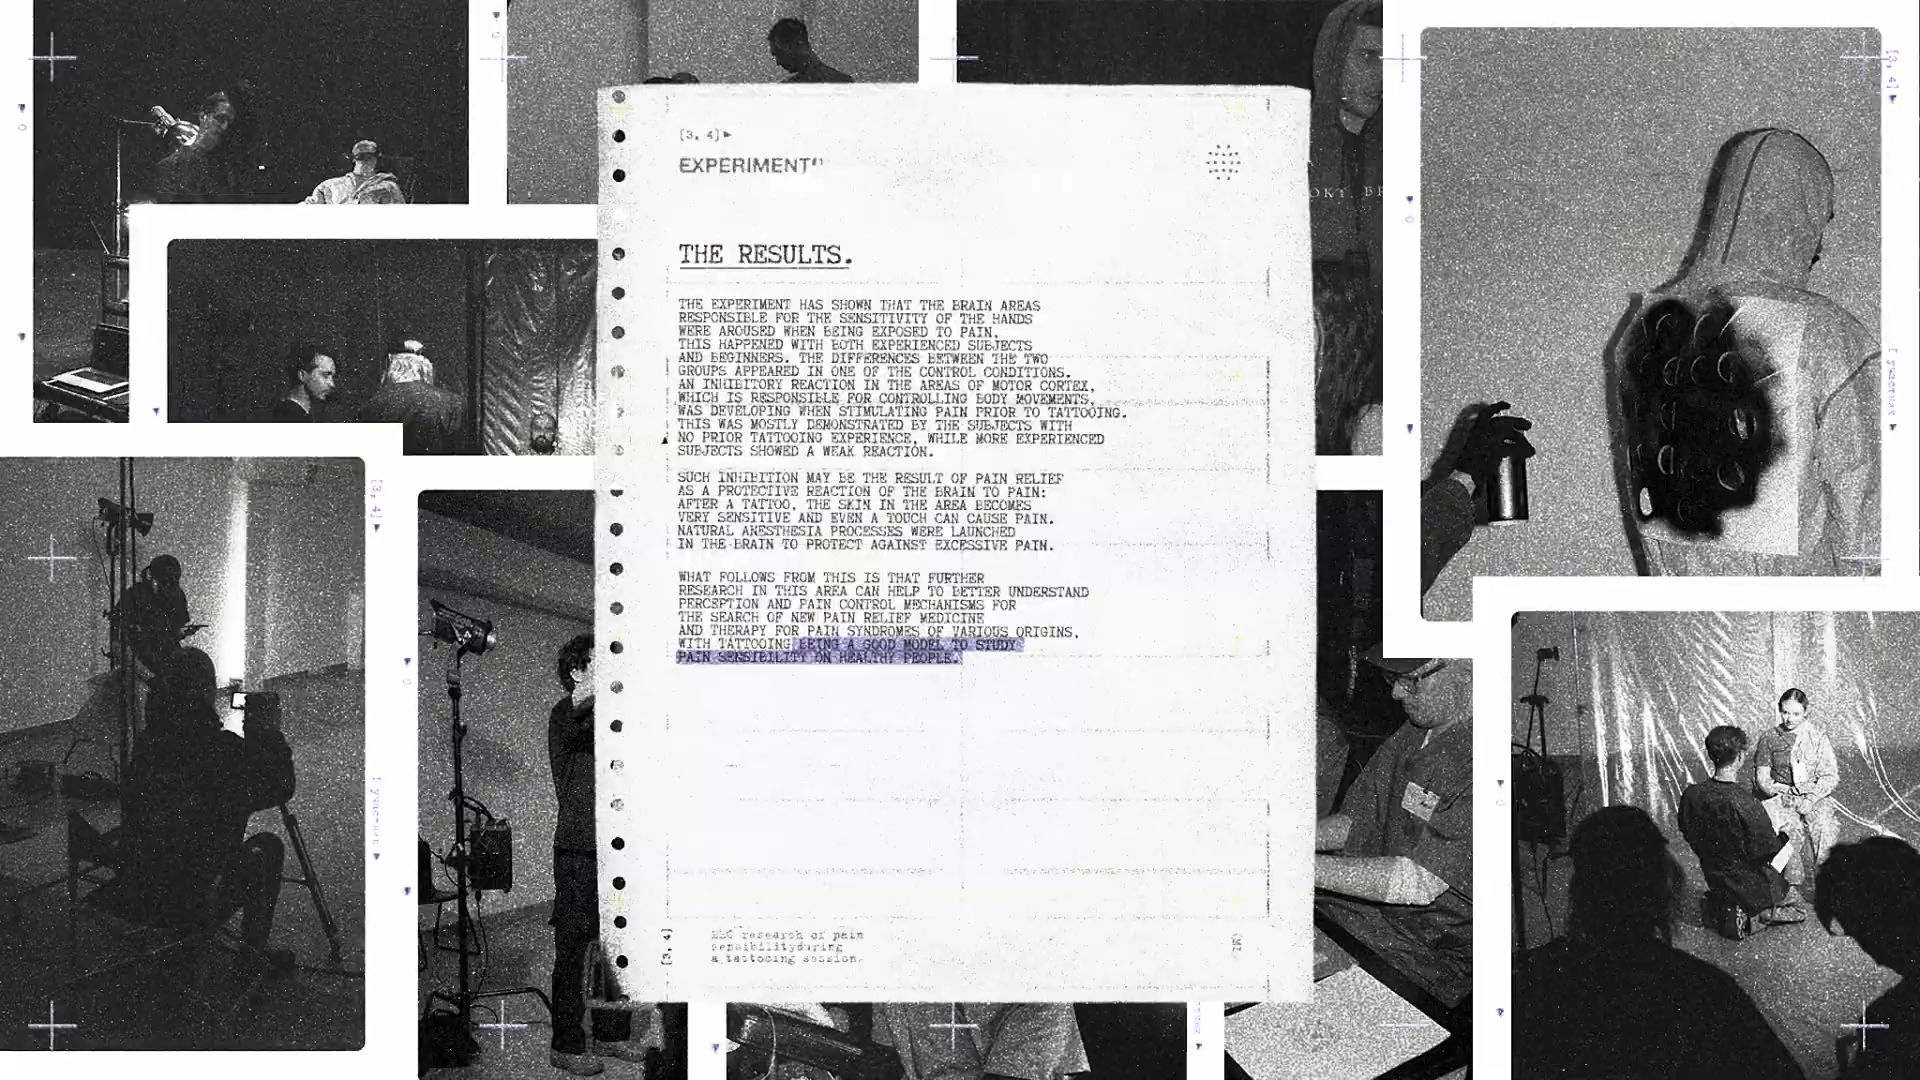 [3, 4]
EXPERIMENT
THE RESULTS.
THE EXPERIMENT HAS SHOWN THAT THE BRAIN AREAS
RESPONSIBLE FOR THE SENSITIVITY OF THE HANDS
WERE AROUSED WHEN BEING EXPOSED TO PAIN.
THIS HAPPENED WITH BOTH EXPERIENCED SUBJECTS
AND BEGINNERS. THE DIFFERENCES BETWEEN THE TWO
GROUPS APPEARED IN ONE OF THE CONTROL CONDITIONS.
AN INHIBITORY REACTION IN THE AREAS OF MOTOR CORTEX,
WHICH IS RESPONSIBLE FOR CONTROLLING BODY MOVEMENTS,
WAS DEVELOPING WHEN STIMULATING PAIN PRIOR TO TATTOOING.
THIS WAS MOSTLY DEMONSTRATED BY THE SUBJECTS WITH
NO PRIOR TATTOOING EXPERIENCE, WHILE MORE EXPERIENCED
SUBJECTS SHOWED A WEAK REACTION.
SUCH INHIBITION MAY BE THE RESULT OF PAIN RELIEF
AS A PROTECTIVE REACTION OF THE BRAIN TO PAIN:
AFTER A TATTOO, THE SKIN IN THE AREA BECOMES
VERY SENSITIVE AND EVEN A TOUCH CAN CAUSE PAIN.
NATURAL ANESTHESIA PROCESSES WERE LAUNCHED
IN THE BRAIN TO PROTECT AGAINST EXCESSIVE PAIN.
WHAT FOLLOWS FROM THIS IS THAT FURTHER
RESEARCH IN THIS AREA CAN HELP TO BETTER UNDERSTAND
PERCEPTION AND PAIN CONTROL MECHANISMS FOR
THE SEARCH OF NEW PAIN RELIEF MEDICINE
AND THERAPY FOR PAIN SYNDROMES OF VARIOUS ORIGINS,
WITH TATTOOING BEING A GOOD MODEL TO STUDY
PAIN SENSIBILITY ON HEALTHY PEOPLE.
[3, 4]
research of pain
sensibilityduring
a tattooing session.
OKY BR
[3, 4]
[3, 4]